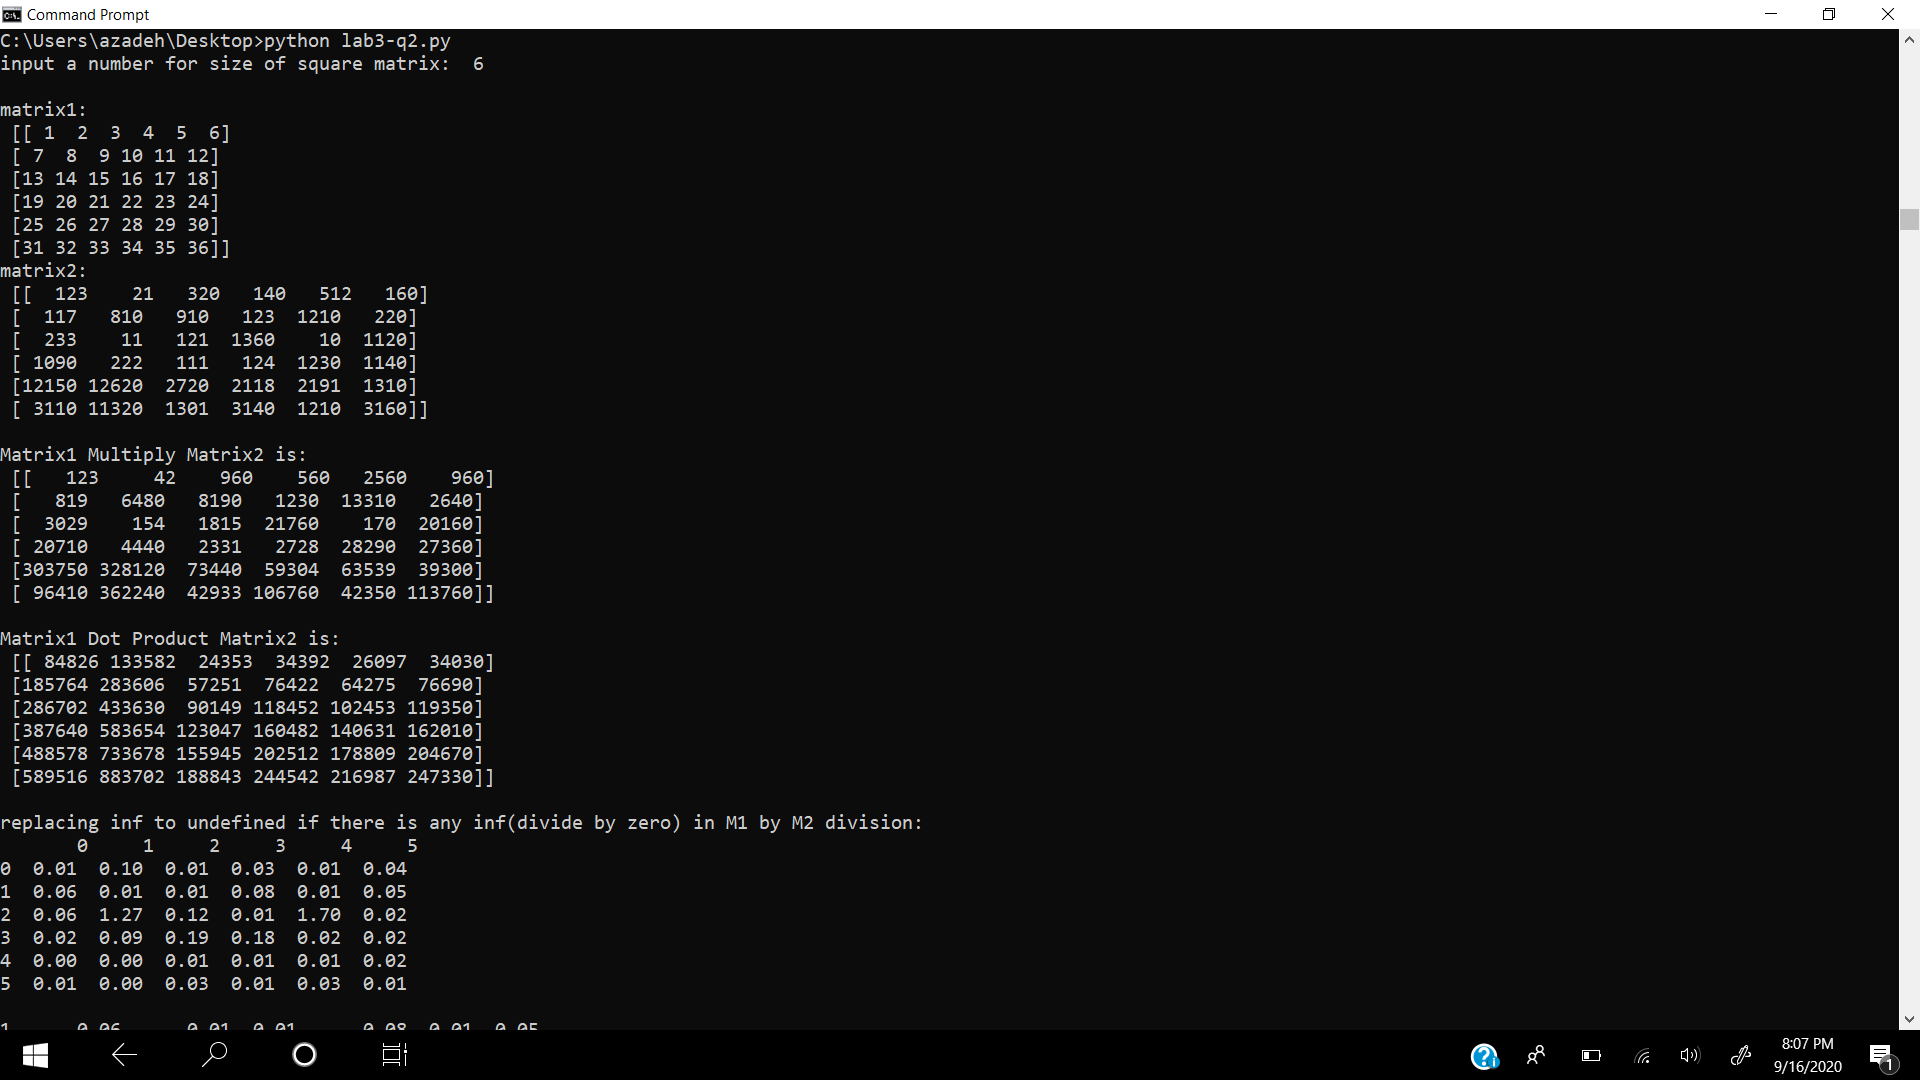 Command Prompt
C:\Users\azadeh\Desktop>python lab3-q2.py
input a number for size of square matrix:  6
matrix1:
 [[ 1  2  3  4  5  6]
 [ 7  8  9 10 11 12]
 [13 14 15 16 17 18]
 [19 20 21 22 23 24]
 [25 26 27 28 29 30]
 [31 32 33 34 35 36]]
matrix2:
 [[  123    21   320   140   512   160]
 [  117   810   910   123  1210   220]
 [  233    11   121  1360    10  1120]
 [ 1090   222   111   124  1230  1140]
 [12150 12620  2720  2118  2191  1310]
 [ 3110 11320  1301  3140  1210  3160]]
Matrix1 Multiply Matrix2 is:
 [[   123     42    960    560   2560    960]
 [   819   6480   8190   1230  13310   2640]
 [  3029    154   1815  21760    170  20160]
 [ 20710   4440   2331   2728  28290  27360]
 [303750 328120  73440  59304  63539  39300]
 [ 96410 362240  42933 106760  42350 113760]]
Matrix1 Dot Product Matrix2 is:
 [[ 84826 133582  24353  34392  26097  34030]
 [185764 283606  57251  76422  64275  76690]
 [286702 433630  90149 118452 102453 119350]
 [387640 583654 123047 160482 140631 162010]
 [488578 733678 155945 202512 178809 204670]
 [589516 883702 188843 244542 216987 247330]]
replacing inf to undefined if there is any inf(divide by zero) in M1 by M2 division:
       0     1     2     3     4     5
0  0.01  0.10  0.01  0.03  0.01  0.04
1  0.06  0.01  0.01  0.08  0.01  0.05
2  0.06  1.27  0.12  0.01  1.70  0.02
3  0.02  0.09  0.19  0.18  0.02  0.02
4  0.00  0.00  0.01  0.01  0.01  0.02
5  0.01  0.00  0.03  0.01  0.03  0.01
1      0.06      0.01  0.01      0.08  0.01  0.05
8:07 PM
9/16/2020
1